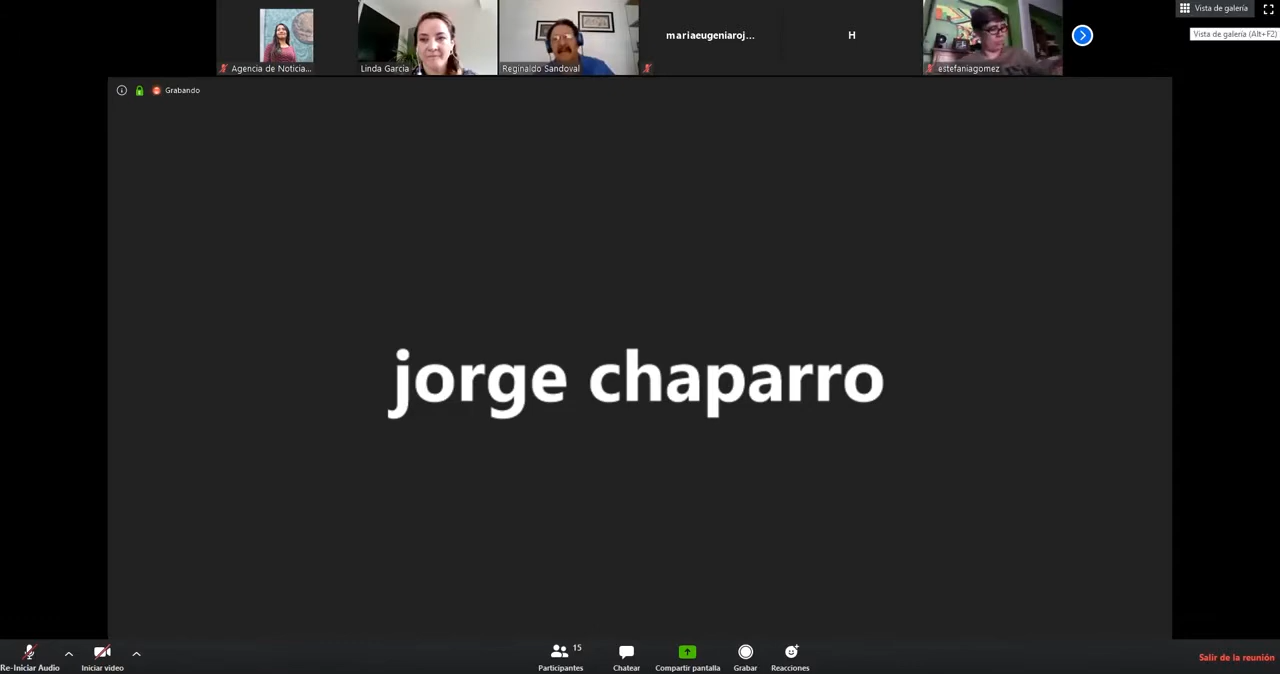 Vista de galería
Vista de galería (Alt+F2)
mariaeugeniaroj...
H
Agencia de Noticia...
Linda García
Reginaldo Sandoval
estefaniagomez
Grabando
jorge chaparro
Re-Iniciar Audio
Iniciar video
15
Participantes
Chatear
Compartir pantalla
Grabar
Reacciones
Salir de la reunión